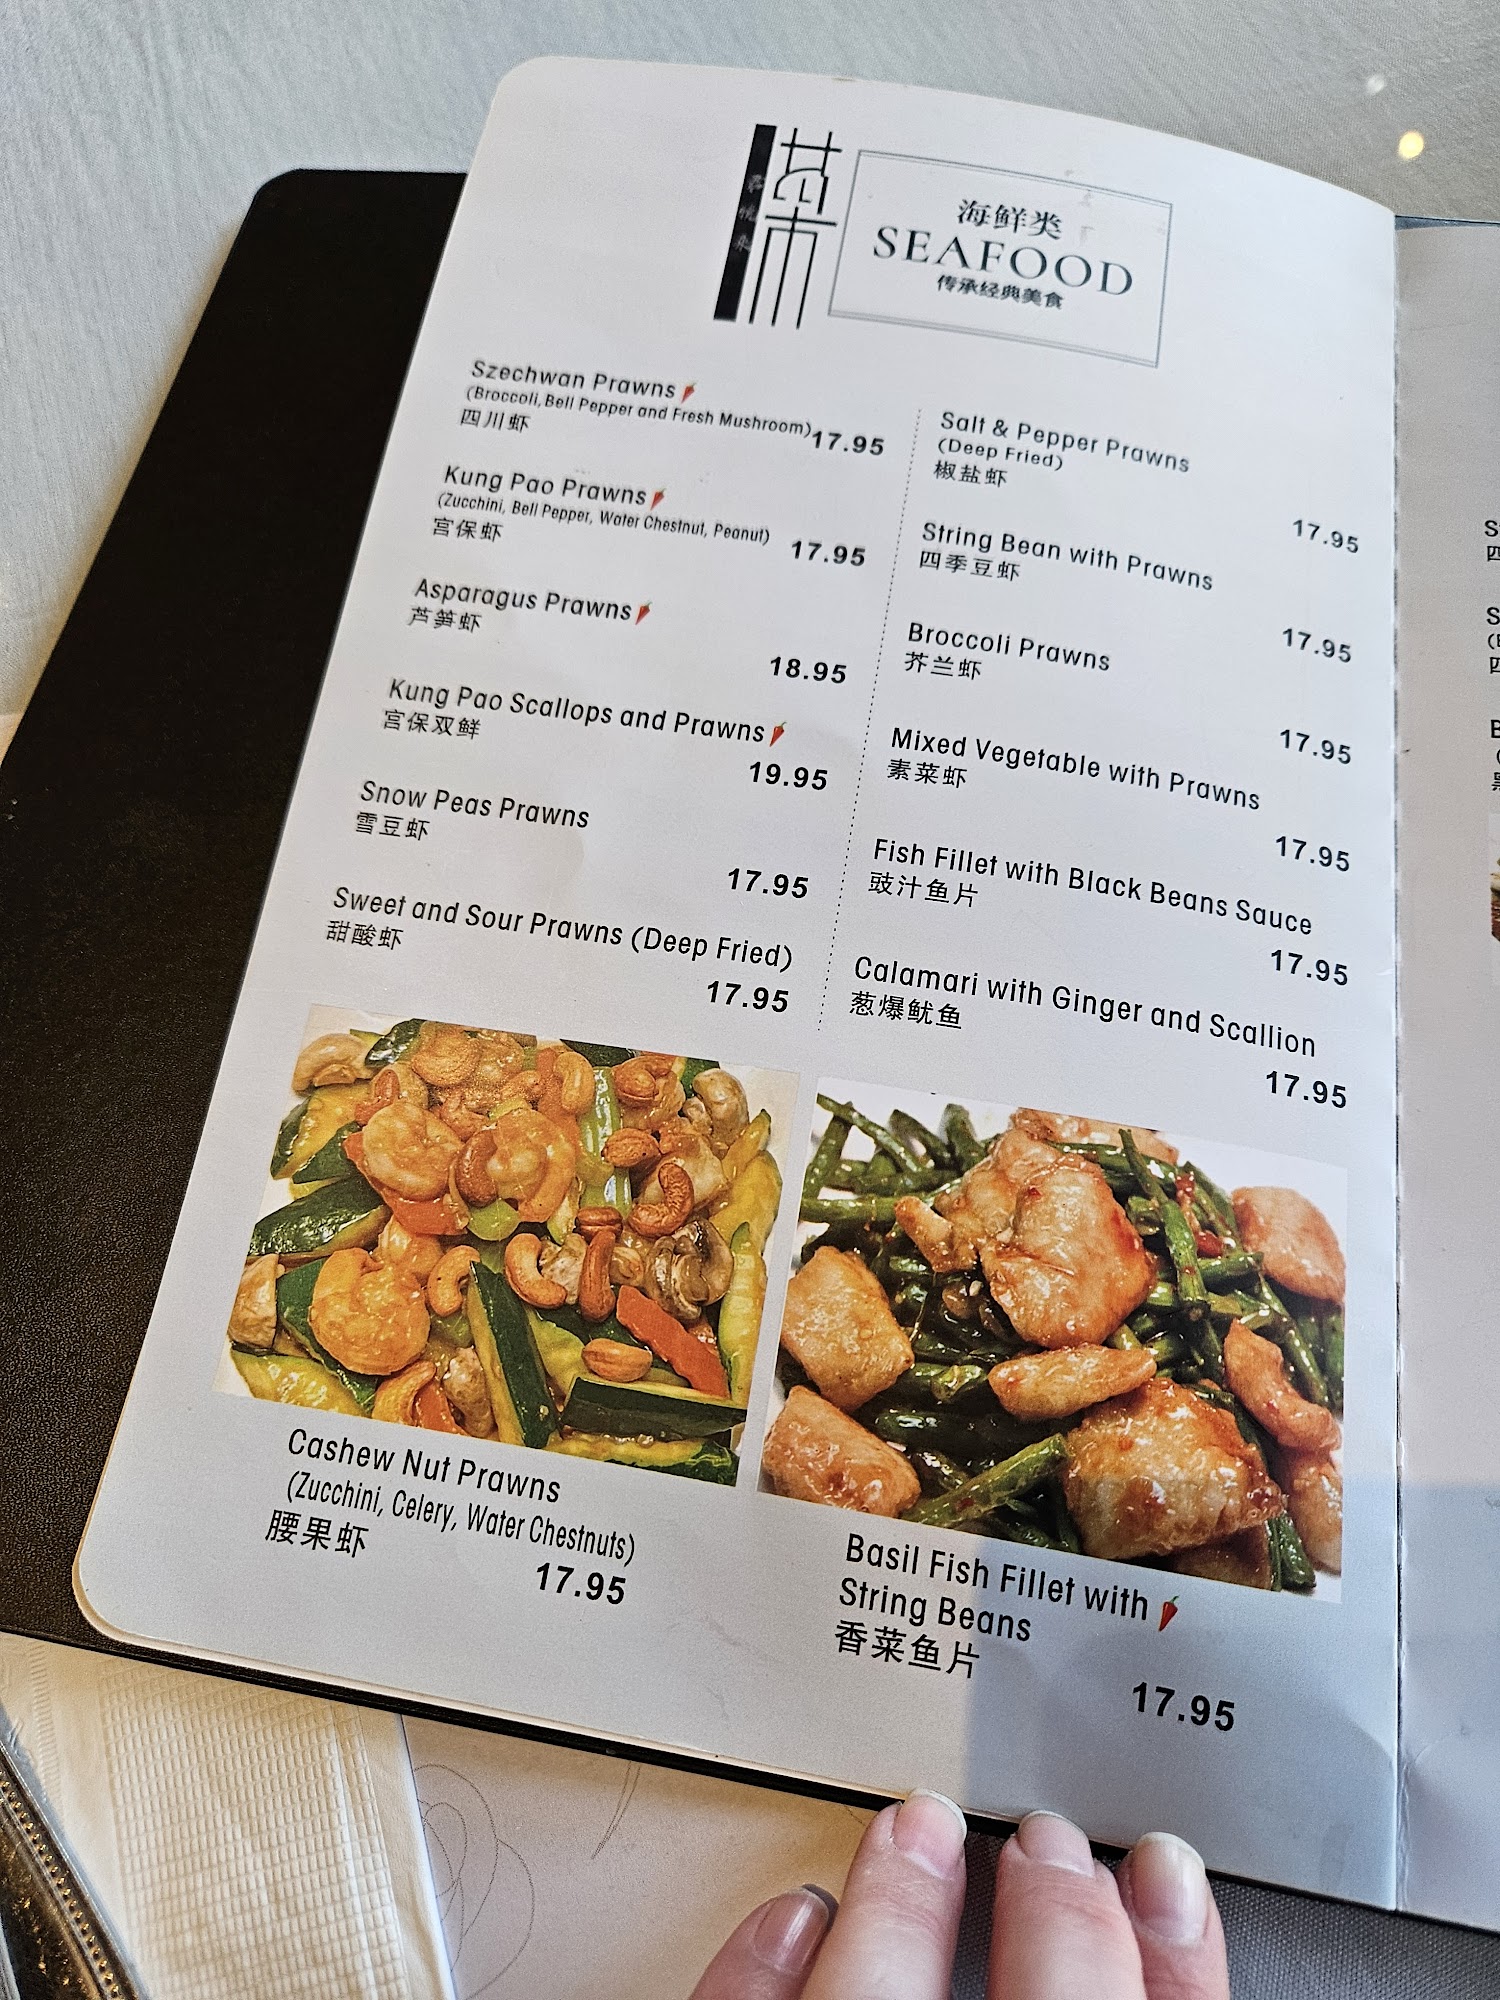 海鲜类
SEAFOOD
传承经典美食
Szechwan Prawns
(Broccoli, Bell Pepper and Fresh Mushroom)
四川虾
17.95
Kung Pao Prawns
(Zucchini, Bell Pepper, Water Chestnut, Peanut)
宫保虾
17.95
Asparagus Prawns
芦笋虾
18.95
Kung Pao Scallops and Prawns
宫保双鲜
19.95
Snow Peas Prawns
雪豆虾
17.95
Sweet and Sour Prawns (Deep Fried)
甜酸虾
17.95
Salt & Pepper Prawns
(Deep Fried)
椒盐虾
17.95
String Bean with Prawns
四季豆虾
17.95
Broccoli Prawns
芥兰虾
17.95
Mixed Vegetable with Prawns
素菜虾
17.95
Fish Fillet with Black Beans Sauce
豉汁鱼片
17.95
Calamari with Ginger and Scallion
葱爆鱿鱼
17.95
Cashew Nut Prawns
(Zucchini, Celery, Water Chestnuts)
腰果虾
17.95
Basil Fish Fillet with
String Beans
香菜鱼片
17.95